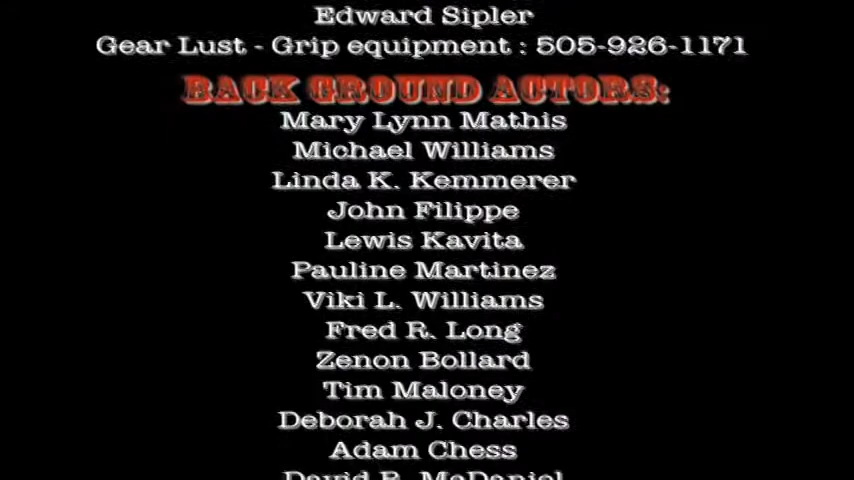 Edward Sipler
Gear Lust - Grip equipment : 505-926-1171
BACK GROUND ACTORS:
Mary Lynn Mathis
Michael Williams
Linda K. Kemmerer
John Filippe
Lewis Kavita
Pauline Martinez
Viki L. Williams
Fred R. Long
Zenon Bollard
Tim Maloney
Deborah J. Charles
Adam Chess
David